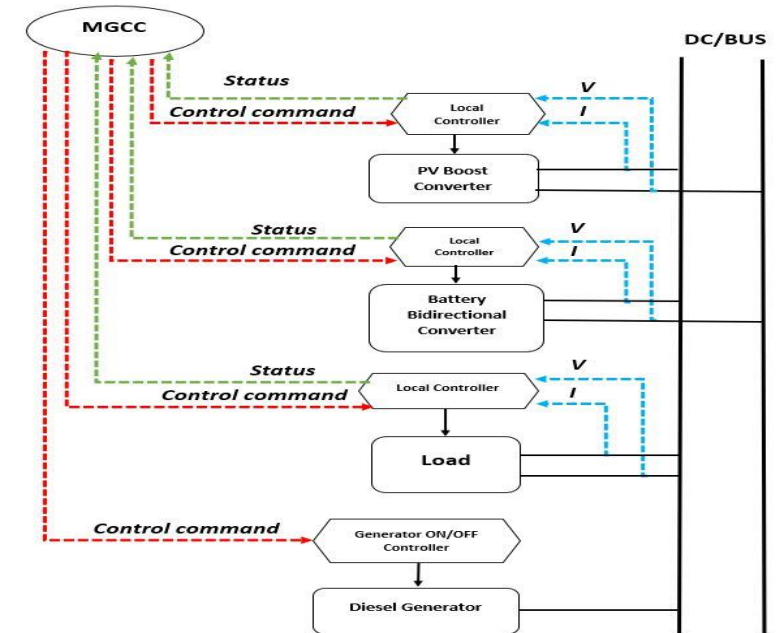 MGCC
DC/BUS
Status
Control command
Local
Controller
V
I
PV Boost
Converter
Status
Control command
Local
Controller
V
I
Battery
Bidirectional
Converter
Status
Control command
Local Controller
V
I
Load
Control command
Generator ON/OFF
Controller
Diesel Generator